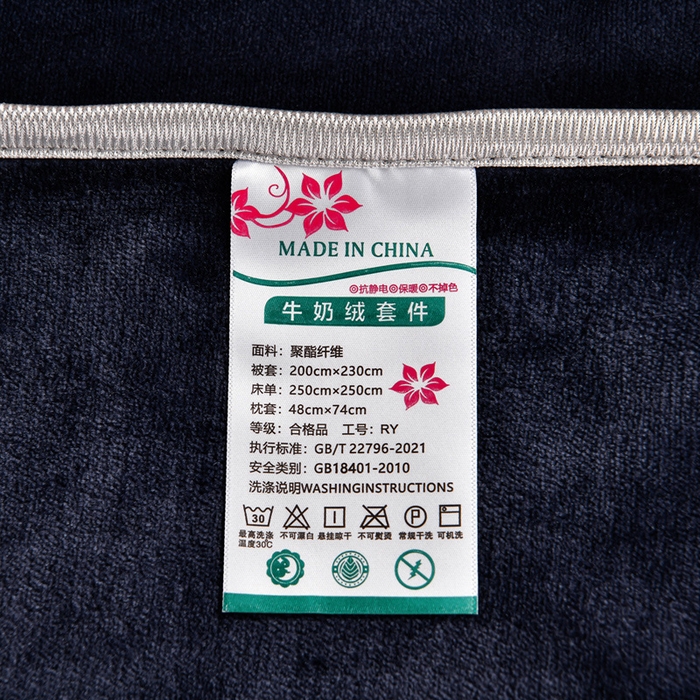 MADE IN CHINA
◎抗静电◎保暖◎不掉色
牛奶绒套件
面料：聚酯纤维
被套：200cm×230cm
床单：250cm×250cm
枕套：48cm×74cm
等级：合格品 工号：RY
执行标准：GB/T 22796-2021
安全类别：GB18401-2010
洗涤说明WASHINGINSTRUCTIONS
30
P
最高洗涤温度30C 不可漂白 悬挂晾干 不可熨烫 常规干洗 可机洗